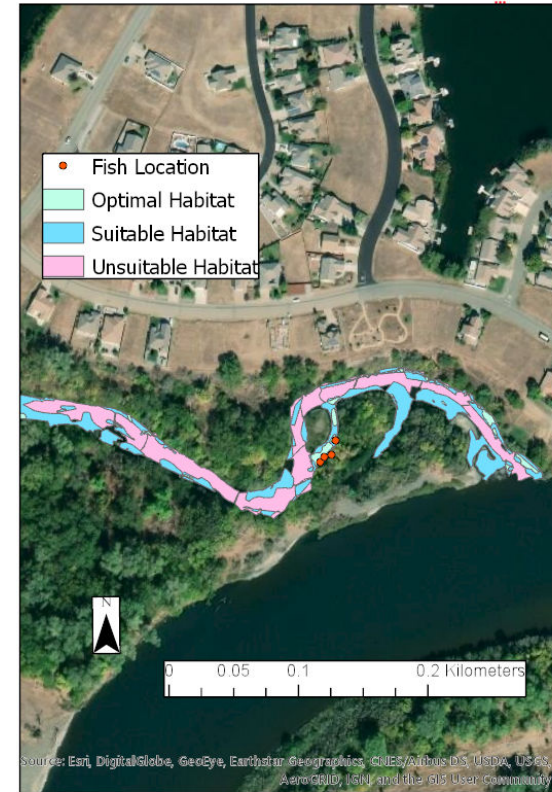 Fish Location
Optimal Habitat
Suitable Habitat
Unsuitable Habitat
N
0 0.05 0.1 0.2 Kilometers
Source: Esri, DigitalGlobe, GeoEye, Earthstar Geographics, CNES/Airbus DS, USDA, USGS,
AeroGRID, IGN, and the GIS User Community